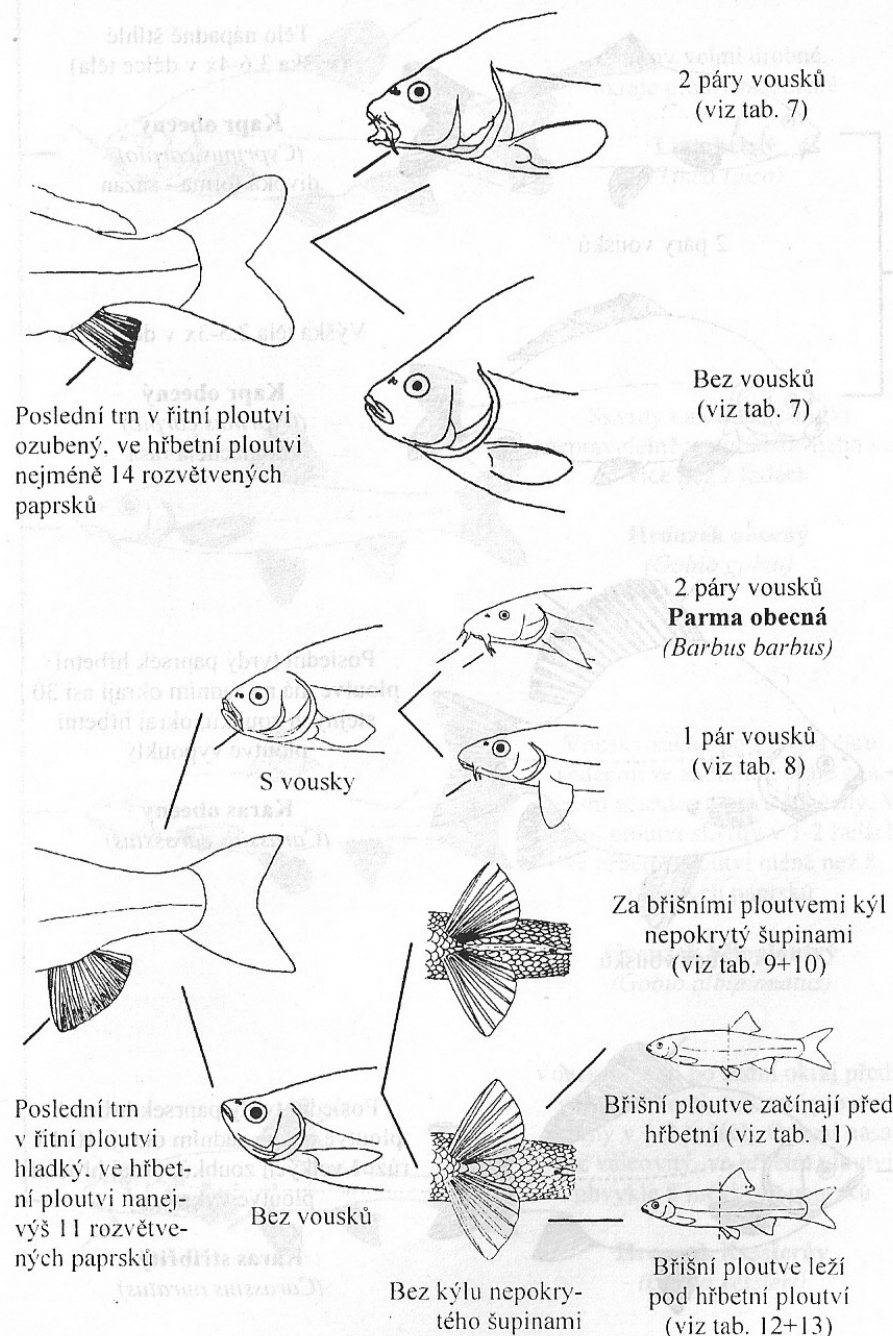 2 páry vousků
(viz tab. 7)
Bez vousků
(viz tab. 7)
Poslední trn v řitní ploutvi
ozubený, ve hřbetní ploutvi
nejméně 14 rozvětvených
paprsků
2 páry vousků
Parma obecná
(Barbus barbus)
1 pár vousků
(viz tab. 8)
S vousky
Za břišními ploutvemi kýl
nepokrytý šupinami
(viz tab. 9+10)
Břišní ploutve začínají před
hřbetní (viz tab. 11)
Poslední trn
v řitní ploutvi
hladký, ve hřbet-
ní ploutvi nanej-
výš 11 rozvětve-
ných paprsků
Bez vousků
Bez kýlu nepokry-
tého šupinami
Břišní ploutve leží
pod hřbetní ploutví
(viz tab. 12+13)